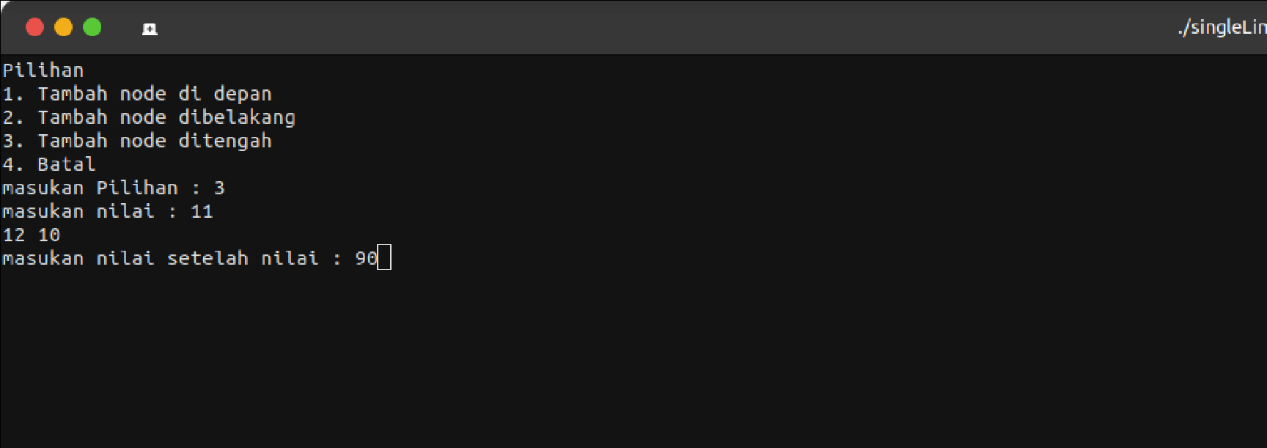 ./singleLin
Pilihan
1. Tambah node di depan
2. Tambah node dibelakang
3. Tambah node ditengah
4. Batal
masukan Pilihan : 3
masukan nilai : 11
12 10
masukan nilai setelah nilai : 90